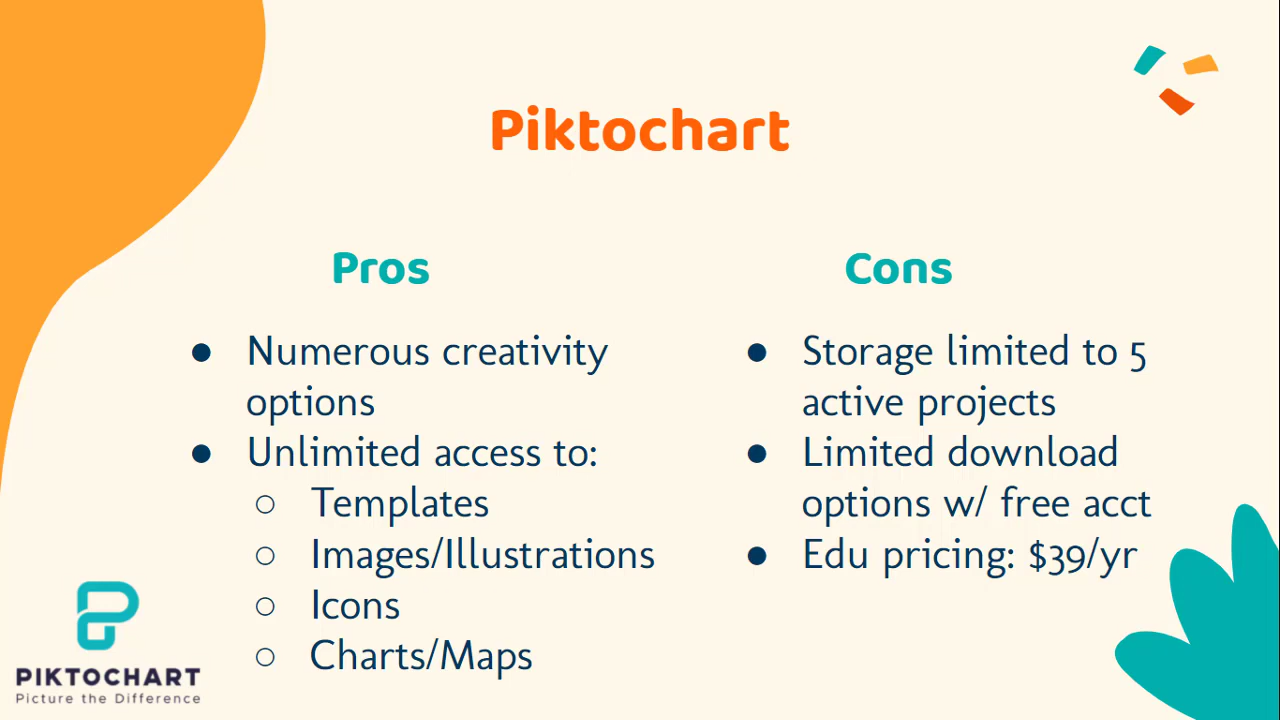 Piktochart
Pros
● Numerous creativity
options
● Unlimited access to:
○ Templates
○ Images/Illustrations
○ Icons
○ Charts/Maps
Cons
● Storage limited to 5
active projects
● Limited download
options w/ free acct
● Edu pricing: $39/yr
PIKTOCHART
Picture the Difference